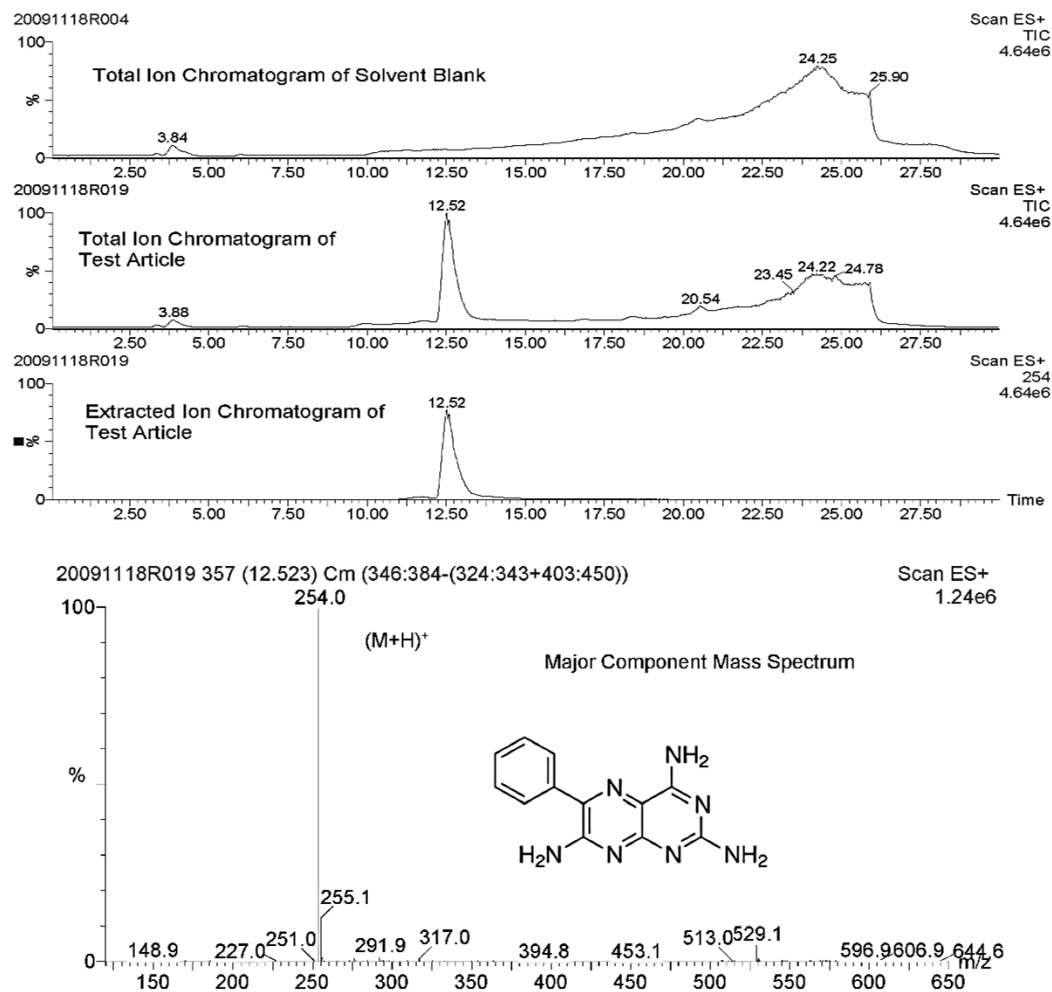 20091118R004
Scan ES+
TIC
4.64e6
100
%
0
Total Ion Chromatogram of Solvent Blank
3.84
24.25
25.90
2.50 5.00 7.50 10.00 12.50 15.00 17.50 20.00 22.50 25.00 27.50
20091118R019
Scan ES+
TIC
4.64e6
100
%
0
Total Ion Chromatogram of
Test Article
3.88
12.52
20.54
23.45
24.22
24.78
2.50 5.00 7.50 10.00 12.50 15.00 17.50 20.00 22.50 25.00 27.50
20091118R019
Scan ES+
254
4.64e6
100
%
0
Extracted Ion Chromatogram of
Test Article
12.52
Time
2.50 5.00 7.50 10.00 12.50 15.00 17.50 20.00 22.50 25.00 27.50
20091118R019 357 (12.523) Cm (346:384-(324:343+403:450))
Scan ES+
1.24e6
100
%
0
254.0
(M+H)+
Major Component Mass Spectrum
NH2
N
N
H2N
N
N
NH2
255.1
148.9
227.0
251.0
291.9
317.0
394.8
453.1
513.0
529.1
596.9
606.9
644.6
m/z
150 200 250 300 350 400 450 500 550 600 650